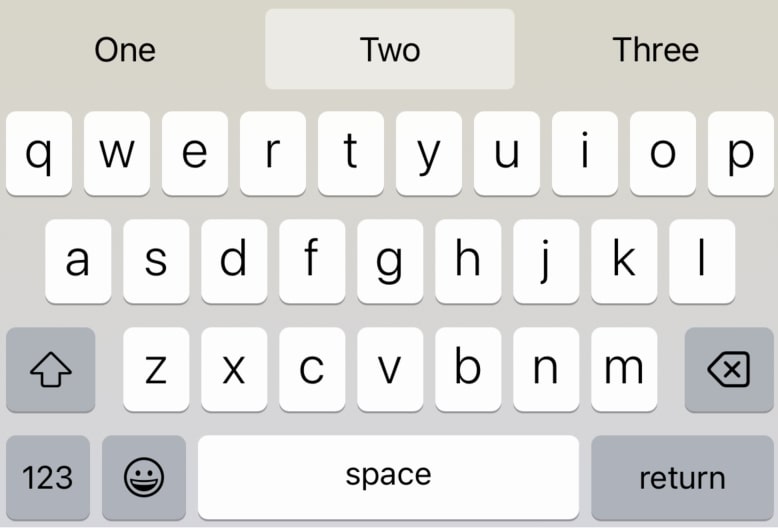 One Two Three
q w e r t y u i o p
a s d f g h j k l
z x c v b n m
123 space return